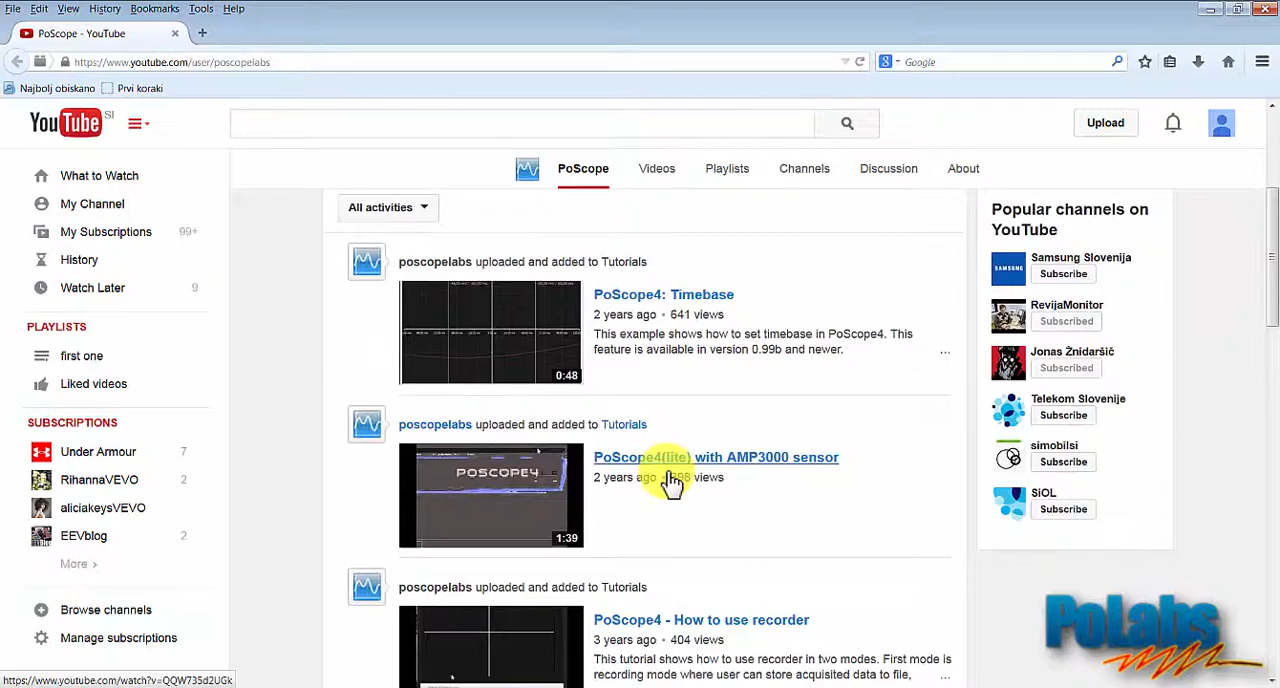 File Edit View History Bookmarks Tools Help
PoScope - YouTube
https://www.youtube.com/user/poscopelabs
Google
Najbolj obiskano Prvi koraki
YouTube SI
Upload
PoScope Videos Playlists Channels Discussion About
What to Watch
My Channel
My Subscriptions 99+
History
Watch Later 9
PLAYLISTS
first one
Liked videos
SUBSCRIPTIONS
Under Armour 7
RihannaVEVO 2
aliciakeysVEVO
EEVblog 2
More ›
Browse channels
Manage subscriptions
All activities
poscopelabs uploaded and added to Tutorials
PoScope4: Timebase
2 years ago • 641 views
This example shows how to set timebase in PoScope4. This
feature is available in version 0.99b and newer.
...
0:48
poscopelabs uploaded and added to Tutorials
POSCOPE4
1:39
PoScope4(lite) with AMP3000 sensor
2 years ago • views
poscopelabs uploaded and added to Tutorials
PoScope4 - How to use recorder
3 years ago • 404 views
This tutorial shows how to use recorder in two modes. First mode is
recording mode where user can store acquired data to file,
...
Popular channels on
YouTube
SAMSUNG
Samsung Slovenija
Subscribe
RevijaMonitor
Subscribed
Jonas Žnidaršič
Subscribed
Telekom Slovenije
Subscribe
simobilsi
Subscribe
SiOL
Subscribe
PoLabs
https://www.youtube.com/watch?v=QQW735d2UGk